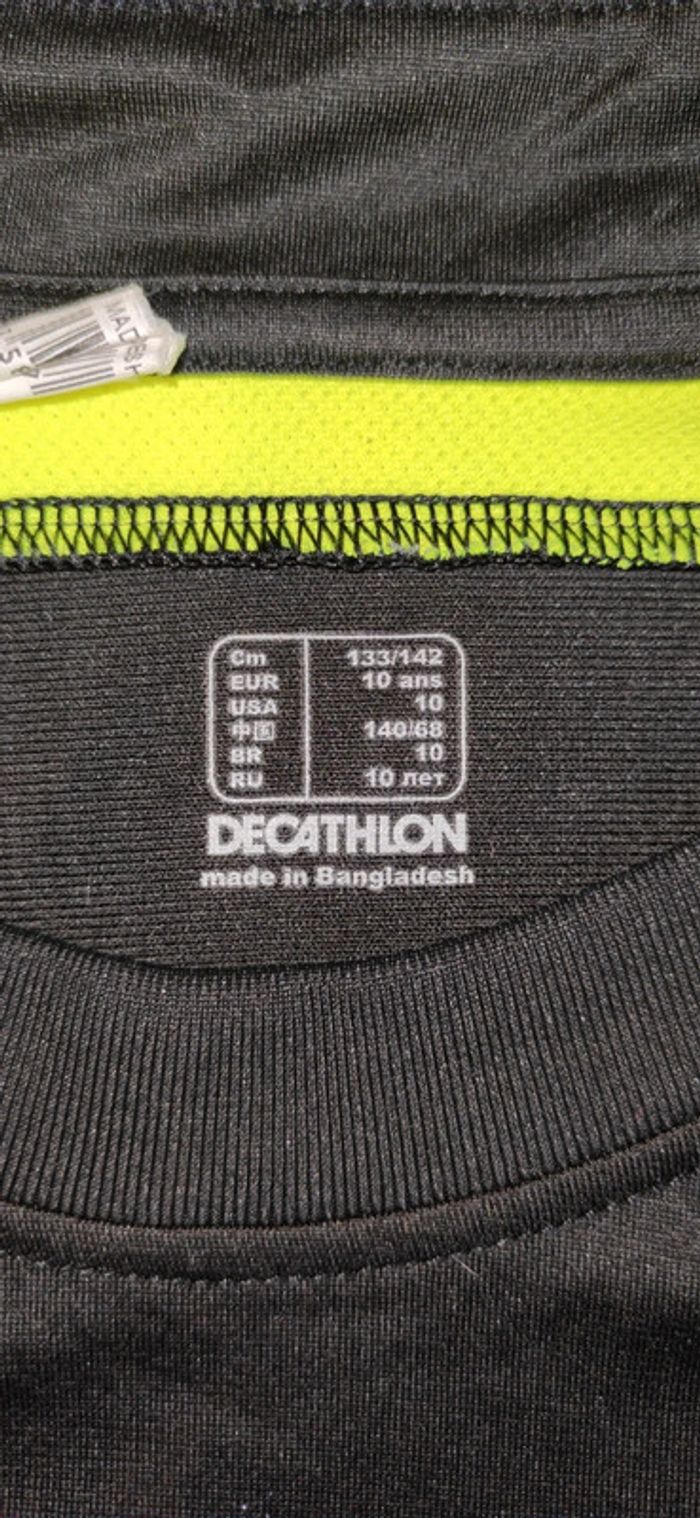 Cm 133/142
EUR 10 ans
USA 10
中国 140/68
BR 10
RU 10 лет
DECATHLON
made in Bangladesh